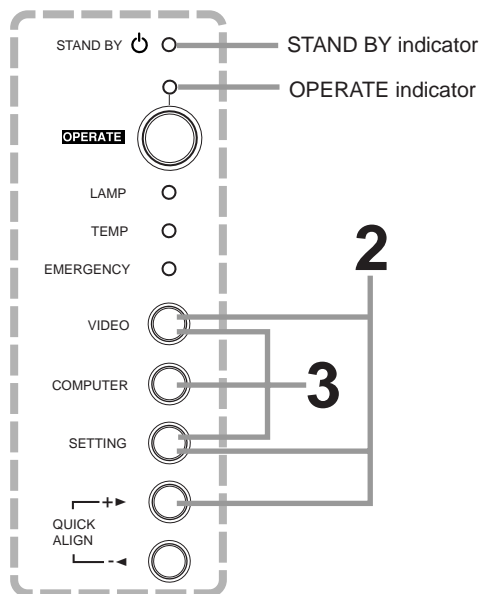 STAND BY STAND BY indicator
OPERATE indicator
OPERATE
LAMP
TEMP
EMERGENCY
2
VIDEO
COMPUTER
3
SETTING
+
QUICK
ALIGN
-